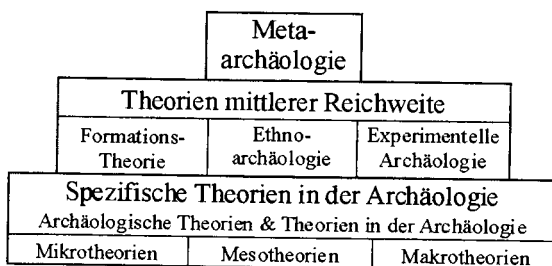 Meta-
archäologie
Theorien mittlerer Reichweite
Formations-
Theorie
Ethno-
archäologie
Experimentelle
Archäologie
Spezifische Theorien in der Archäologie
Archäologische Theorien & Theorien in der Archäologie
Mikrotheorien
Mesotheorien
Makrotheorien